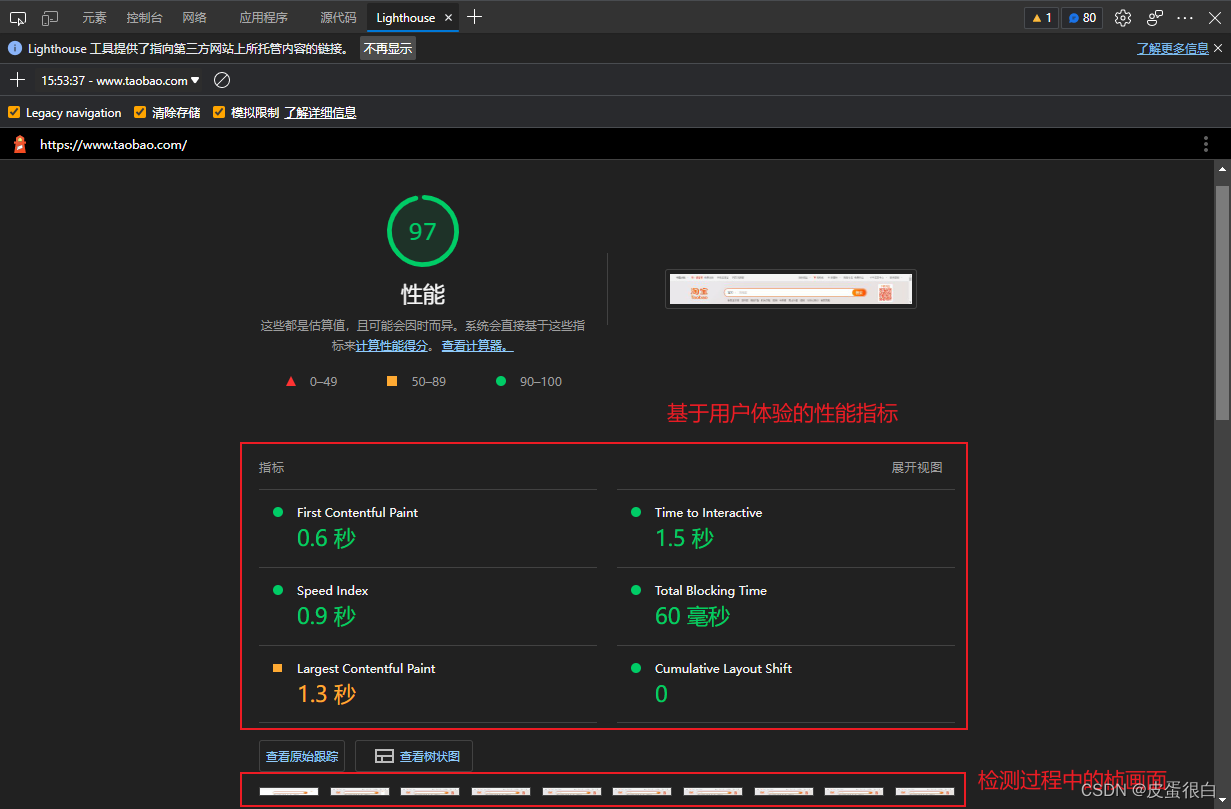 元素 控制台 网络 应用程序 源代码 Lighthouse 1 80
Lighthouse 工具提供了指向第三方网站上所托管内容的链接。 不再显示 了解更多信息
15:53:37 - www.taobao.com
Legacy navigation 清除存储 模拟限制 了解详细信息
https://www.taobao.com/
97
性能
淘宝
这些都是估算值，且可能会因时而异。系统会直接基于这些指
标来计算性能得分。 查看计算器。
0–49 50–89 90–100
基于用户体验的性能指标
指标 展开视图
First Contentful Paint Time to Interactive
0.6 秒 1.5 秒
Speed Index Total Blocking Time
0.9 秒 60 毫秒
Largest Contentful Paint Cumulative Layout Shift
1.3 秒 0
查看原始跟踪 查看树状图
检测过程中的桢画面
CSDN @皮蛋很白